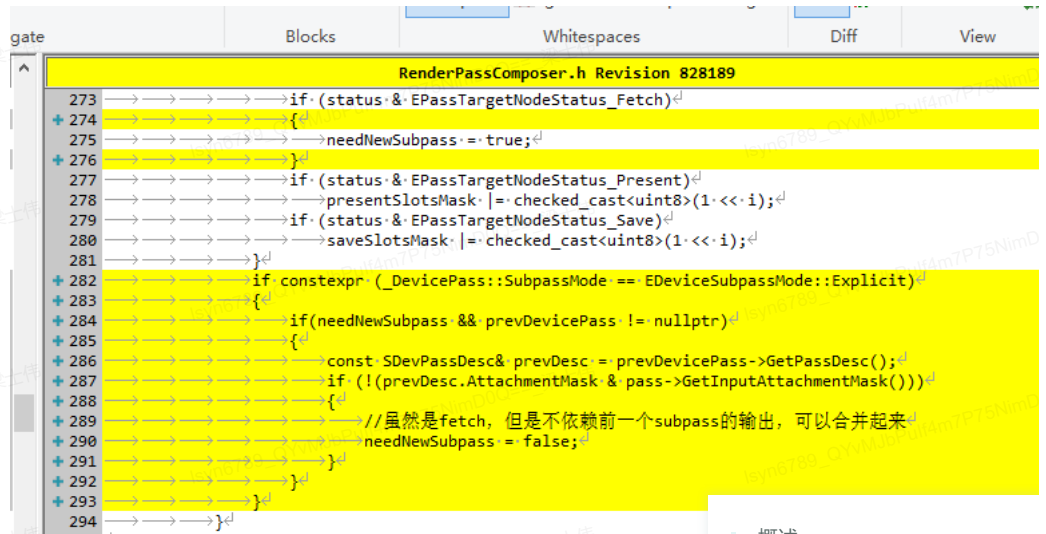 gate Blocks Whitespaces Diff View
RenderPassComposer.h Revision 828189
273 if (status & EPassTargetNodeStatus_Fetch)
+ 274 {
275 needNewSubpass = true;
+ 276 }
277 if (status & EPassTargetNodeStatus_Present)
278 presentSlotsMask |= checked_cast<uint8>(1 << i);
279 if (status & EPassTargetNodeStatus_Save)
280 saveSlotsMask |= checked_cast<uint8>(1 << i);
281 }
+ 282 if constexpr (_DevicePass::SubpassMode == EDeviceSubpassMode::Explicit)
+ 283 {
+ 284 if(needNewSubpass && prevDevicePass != nullptr)
+ 285 {
+ 286 const SDevPassDesc& prevDesc = prevDevicePass->GetPassDesc();
+ 287 if (!(prevDesc.AttachmentMask & pass->GetInputAttachmentMask()))
+ 288 {
+ 289 //虽然是fetch，但是不依赖前一个subpass的输出，可以合并起来
+ 290 needNewSubpass = false;
+ 291 }
+ 292 }
+ 293 }
294 }